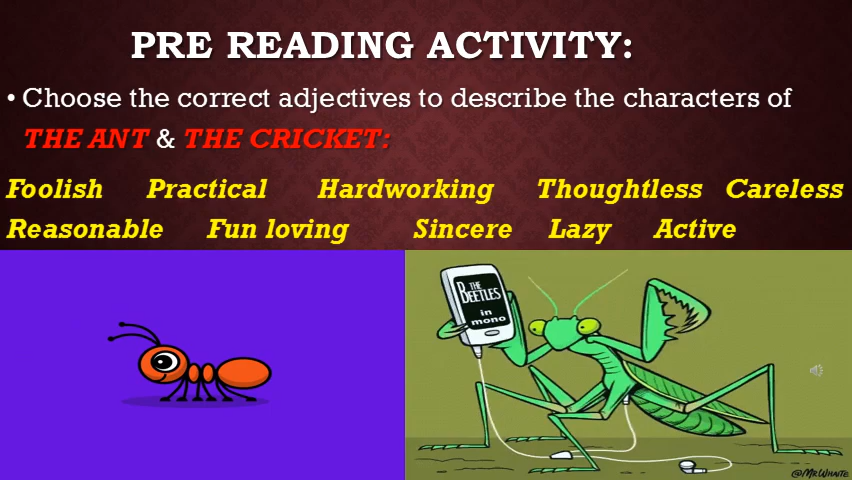 PRE READING ACTIVITY:
• Choose the correct adjectives to describe the characters of
THE ANT & THE CRICKET:
Foolish Practical Hardworking Thoughtless Careless
Reasonable Fun loving Sincere Lazy Active
THE
BEETLES
in
mono
@MRWHAITE